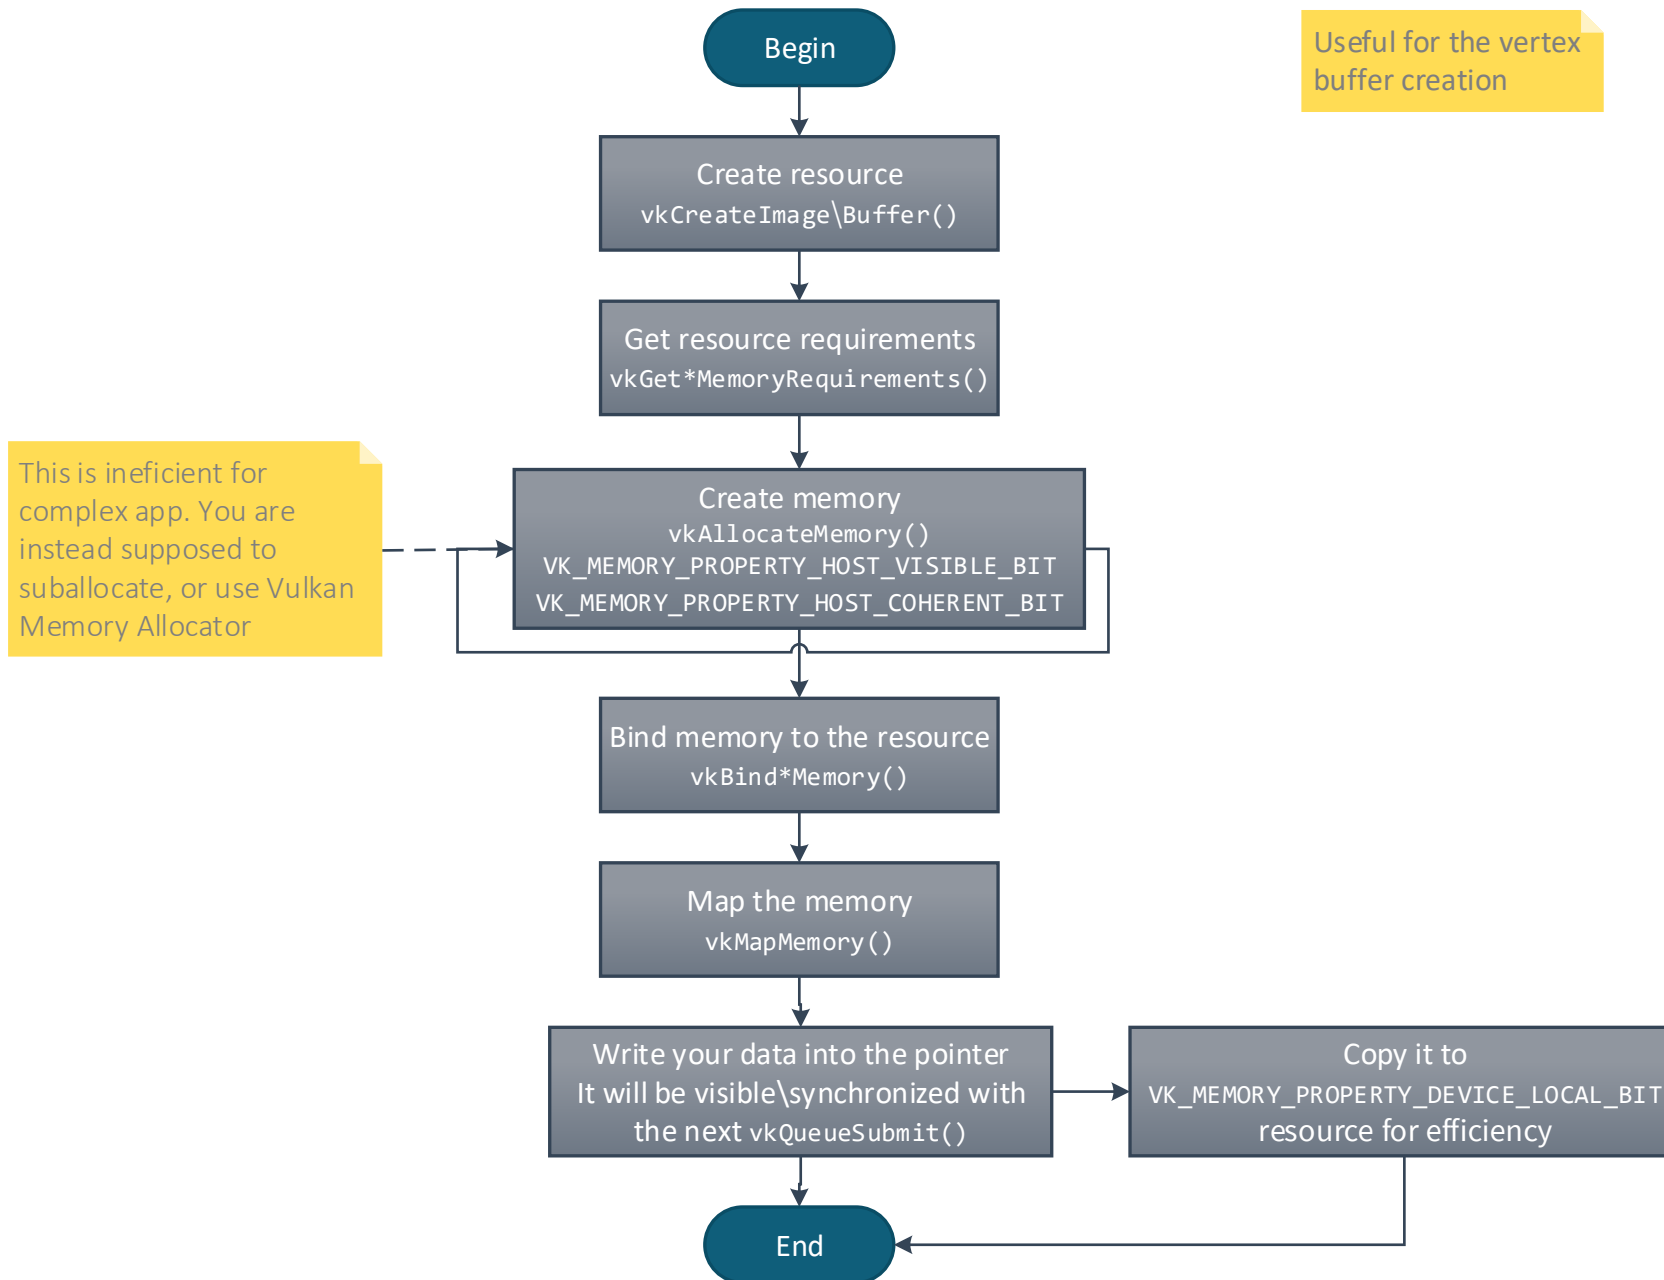 Begin
Useful for the vertex
buffer creation
Create resource
vkCreateImage\Buffer()
Get resource requirements
vkGet*MemoryRequirements()
This is ineficient for
complex app. You are
instead supposed to
suballocate, or use Vulkan
Memory Allocator
Create memory
vkAllocateMemory()
VK_MEMORY_PROPERTY_HOST_VISIBLE_BIT
VK_MEMORY_PROPERTY_HOST_COHERENT_BIT
Bind memory to the resource
vkBind*Memory()
Map the memory
vkMapMemory()
Write your data into the pointer
It will be visible\synchronized with
the next vkQueueSubmit()
Copy it to
VK_MEMORY_PROPERTY_DEVICE_LOCAL_BIT
resource for efficiency
End